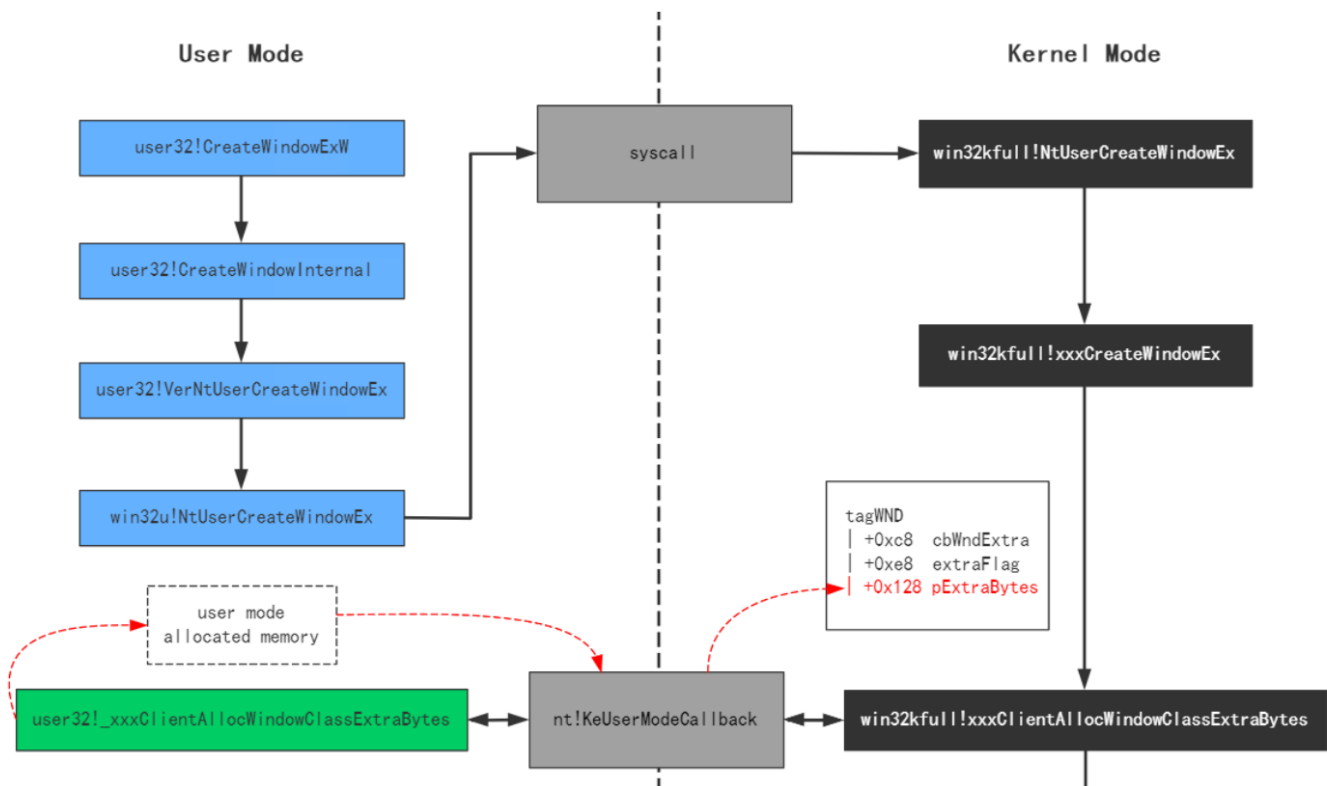 User Mode
Kernel Mode
user32!CreateWindowExW
syscall
win32kfull!NtUserCreateWindowEx
user32!CreateWindowInternal
win32kfull!xxxCreateWindowEx
user32!VerNtUserCreateWindowEx
win32u!NtUserCreateWindowEx
tagWND
| +0xc8 cbWndExtra
| +0xe8 extraFlag
| +0x128 pExtraBytes
user mode
allocated memory
user32!_xxxClientAllocWindowClassExtraBytes
nt!KeUserModeCallback
win32kfull!xxxClientAllocWindowClassExtraBytes